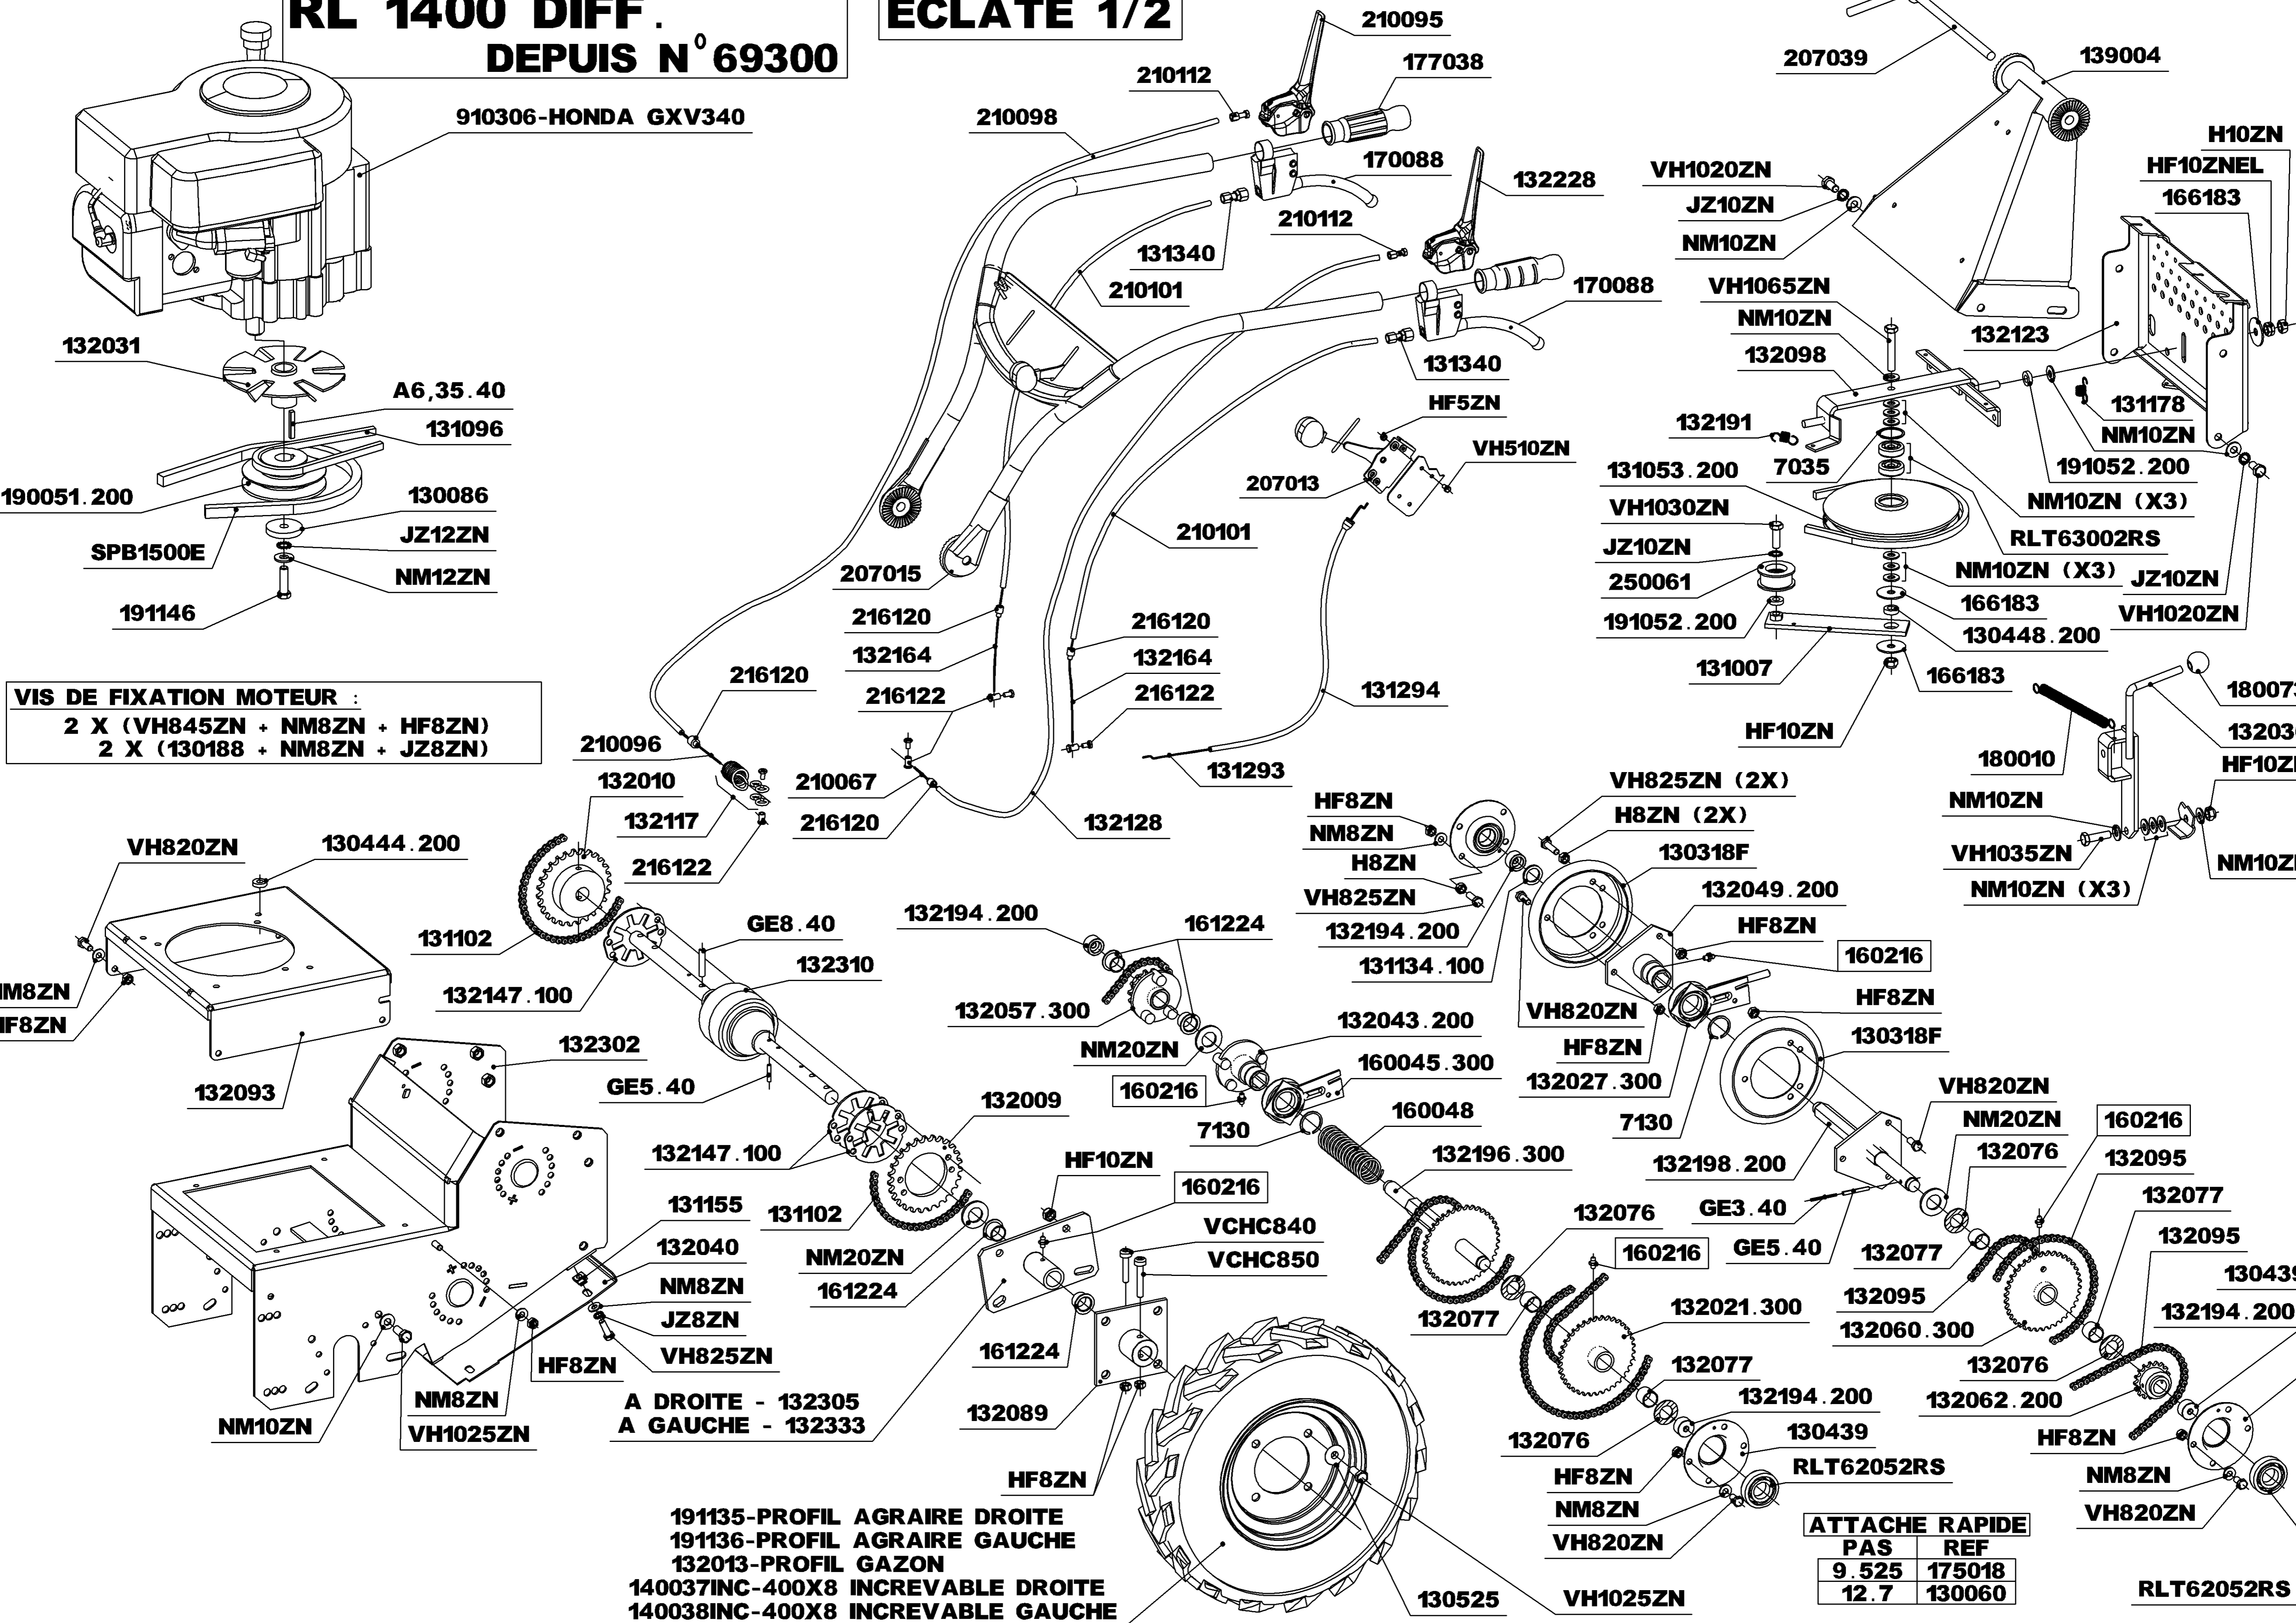 RL 1400 DIFF.
DEPUIS N° 69300
ECLATE 1/2
910306-HONDA GXV340
132031
A6,35.40
131096
190051.200
130086
JZ12ZN
SPB1500E
NM12ZN
191146
VIS DE FIXATION MOTEUR :
2 X (VH845ZN + NM8ZN + HF8ZN)
2 X (130188 + NM8ZN + JZ8ZN)
210095
210112
177038
210098
170088
132228
210112
131340
210101
170088
131340
HF5ZN
VH510ZN
207013
210101
207015
216120
216120
132164
132164
216120
216122
216122
131294
210096
210067
131293
132010
132117
216120
132128
216122
207039
139004
H10ZN
HF10ZNEL
166183
VH1020ZN
JZ10ZN
NM10ZN
VH1065ZN
NM10ZN
132098
132123
132191
131178
7035
NM10ZN
131053.200
191052.200
VH1030ZN
NM10ZN (X3)
JZ10ZN
RLT63002RS
250061
NM10ZN (X3)
JZ10ZN
191052.200
166183
VH1020ZN
130448.200
131007
166183
HF10ZN
180010
NM10ZN
VH1035ZN
NM10ZN (X3)
VH820ZN
130444.200
132093
131102
132147.100
GE8.40
132310
132302
GE5.40
132147.100
132009
131102
NM20ZN
161224
131155
132040
NM8ZN
JZ8ZN
VH825ZN
HF8ZN
NM8ZN
NM10ZN
VH1025ZN
132194.200
161224
132057.300
NM20ZN
132043.200
160216
160045.300
7130
160048
132196.300
HF10ZN
160216
VCHC840
VCHC850
161224
A DROITE - 132305
A GAUCHE - 132333
132089
HF8ZN
HF8ZN
NM8ZN
H8ZN
VH825ZN
VH825ZN (2X)
H8ZN (2X)
130318F
132049.200
132194.200
HF8ZN
131134.100
160216
VH820ZN
HF8ZN
HF8ZN
132027.300
130318F
7130
VH820ZN
132198.200
NM20ZN
160216
132076
132095
GE3.40
132077
GE5.40
132077
132095
132076
160216
132095
132077
132021.300
132060.300
132194.200
132077
132076
132194.200
132062.200
132076
130439
HF8ZN
HF8ZN
RLT62052RS
NM8ZN
NM8ZN
VH820ZN
VH820ZN
191135-PROFIL AGRAIRE DROITE
191136-PROFIL AGRAIRE GAUCHE
132013-PROFIL GAZON
140037INC-400X8 INCREVABLE DROITE
140038INC-400X8 INCREVABLE GAUCHE
130525
VH1025ZN
ATTACHE RAPIDE
PAS REF
9.525 175018
12.7 130060
RLT62052RS